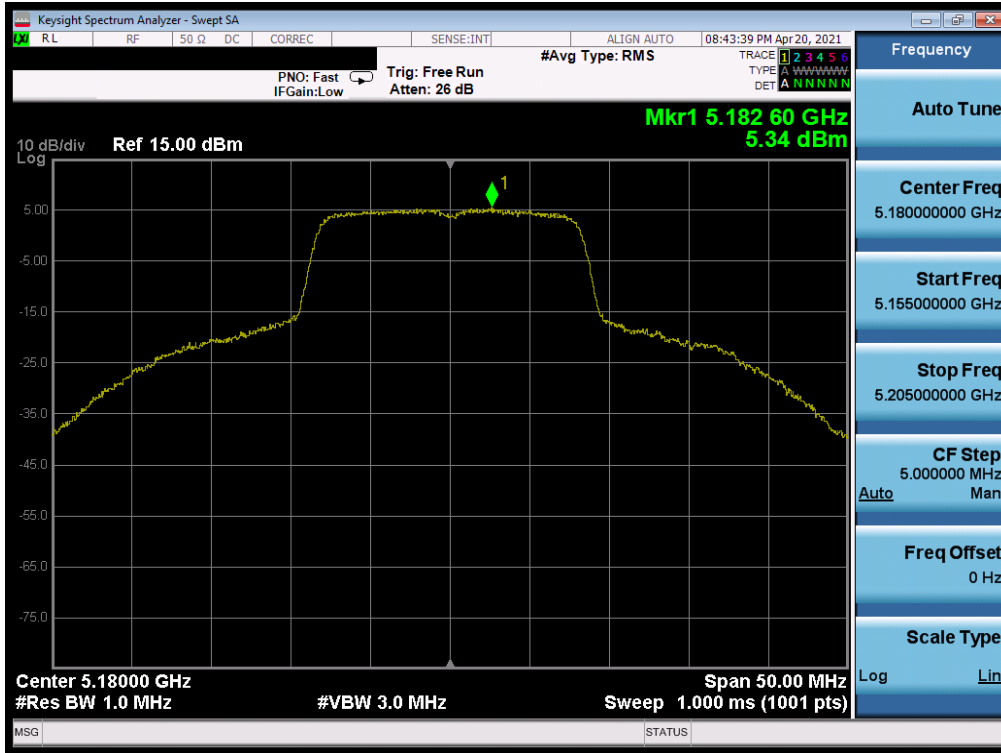 Keysight Spectrum Analyzer - Swept SA
LXI RL RF 50 Ω DC CORREC SENSE:INT ALIGN AUTO 08:43:39 PM Apr 20, 2021
PNO: Fast
IFGain:Low
Trig: Free Run
Atten: 26 dB
#Avg Type: RMS
TRACE 1 2 3 4 5 6
TYPE A WWWWW
DET A N N N N N
Mkr1 5.182 60 GHz
5.34 dBm
10 dB/div Ref 15.00 dBm
Log
1
5.00
-5.00
-15.0
-25.0
-35.0
-45.0
-55.0
-65.0
-75.0
Center 5.18000 GHz Span 50.00 MHz
#Res BW 1.0 MHz #VBW 3.0 MHz Sweep 1.000 ms (1001 pts)
MSG STATUS
Frequency
Auto Tune
Center Freq
5.180000000 GHz
Start Freq
5.155000000 GHz
Stop Freq
5.205000000 GHz
CF Step
5.000000 MHz
Auto Man
Freq Offset
0 Hz
Scale Type
Log Lin